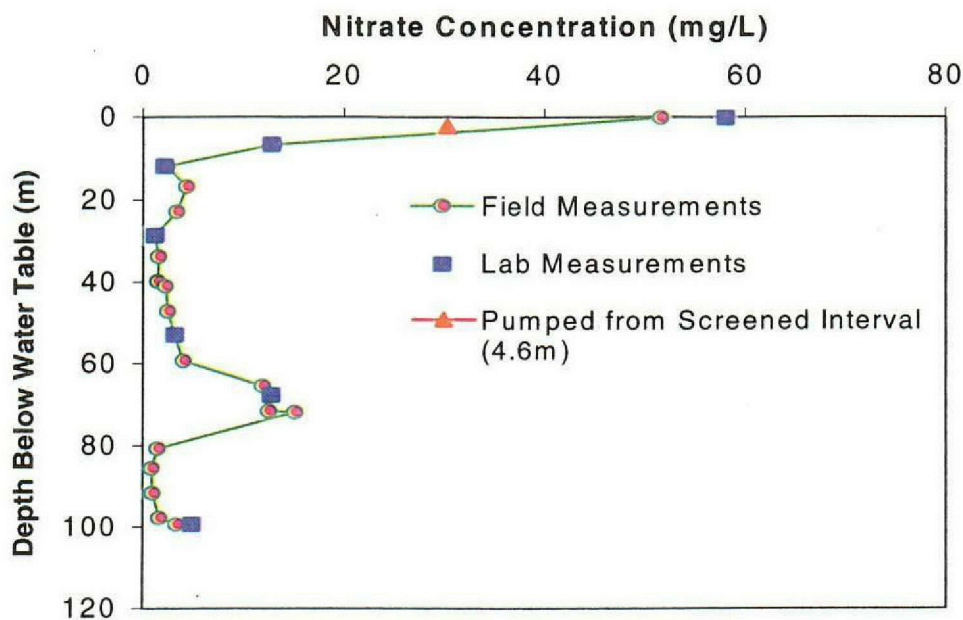 Nitrate Concentration (mg/L)
0 20 40 60 80
Depth Below Water Table (m)
0
20
40
60
80
100
120
Field Measurements
Lab Measurements
Pumped from Screened Interval
(4.6m)